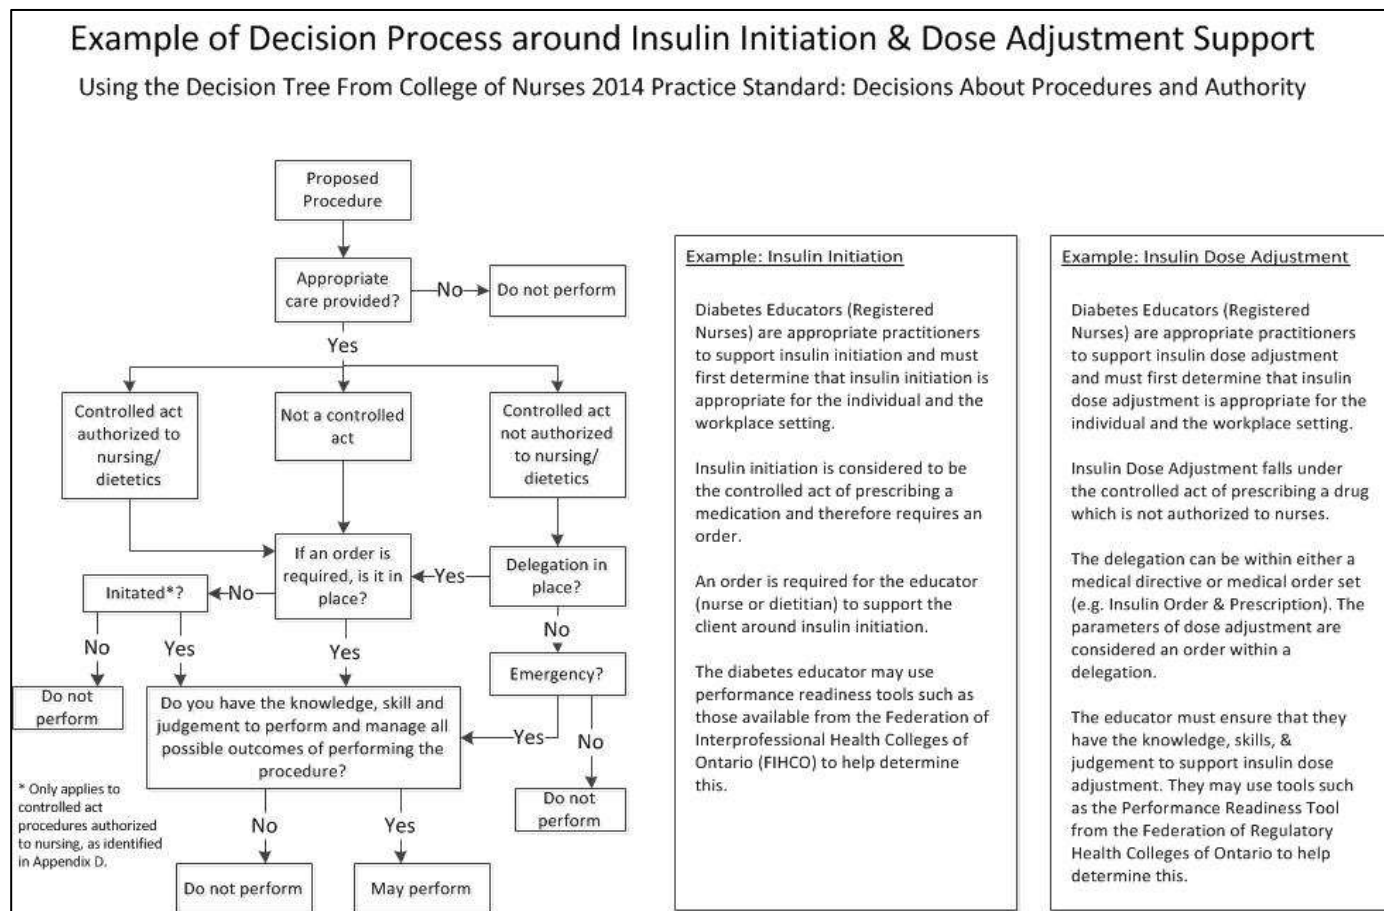 Example of Decision Process around Insulin Initiation & Dose Adjustment Support
Using the Decision Tree From College of Nurses 2014 Practice Standard: Decisions About Procedures and Authority
Proposed
Procedure
Appropriate
care provided?
No
Do not perform
Yes
Controlled act
authorized to
nursing/
dietetics
Not a controlled
act
Controlled act
not authorized
to nursing/
dietetics
If an order is
required, is it in
place?
Yes
Delegation in
place?
Initated*?
No
No
Yes
Yes
No
Emergency?
Do not
perform
Do you have the knowledge, skill and
judgement to perform and manage all
possible outcomes of performing the
procedure?
Yes
No
Do not
perform
* Only applies to
controlled act
procedures authorized
to nursing, as identified
in Appendix D.
No
Yes
Do not perform
May perform
Example: Insulin Initiation
Diabetes Educators (Registered
Nurses) are appropriate practitioners
to support insulin initiation and must
first determine that insulin initiation is
appropriate for the individual and the
workplace setting.
Insulin initiation is considered to be
the controlled act of prescribing a
medication and therefore requires an
order.
An order is required for the educator
(nurse or dietitian) to support the
client around insulin initiation.
The diabetes educator may use
performance readiness tools such as
those available from the Federation of
Interprofessional Health Colleges of
Ontario (FIHCO) to help determine
this.
Example: Insulin Dose Adjustment
Diabetes Educators (Registered
Nurses) are appropriate practitioners
to support insulin dose adjustment
and must first determine that insulin
dose adjustment is appropriate for the
individual and the workplace setting.
Insulin Dose Adjustment falls under
the controlled act of prescribing a drug
which is not authorized to nurses.
The delegation can be within either a
medical directive or medical order set
(e.g. Insulin Order & Prescription). The
parameters of dose adjustment are
considered an order within a
delegation.
The educator must ensure that they
have the knowledge, skills, &
judgement to support insulin dose
adjustment. They may use tools such
as the Performance Readiness Tool
from the Federation of Regulatory
Health Colleges of Ontario to help
determine this.